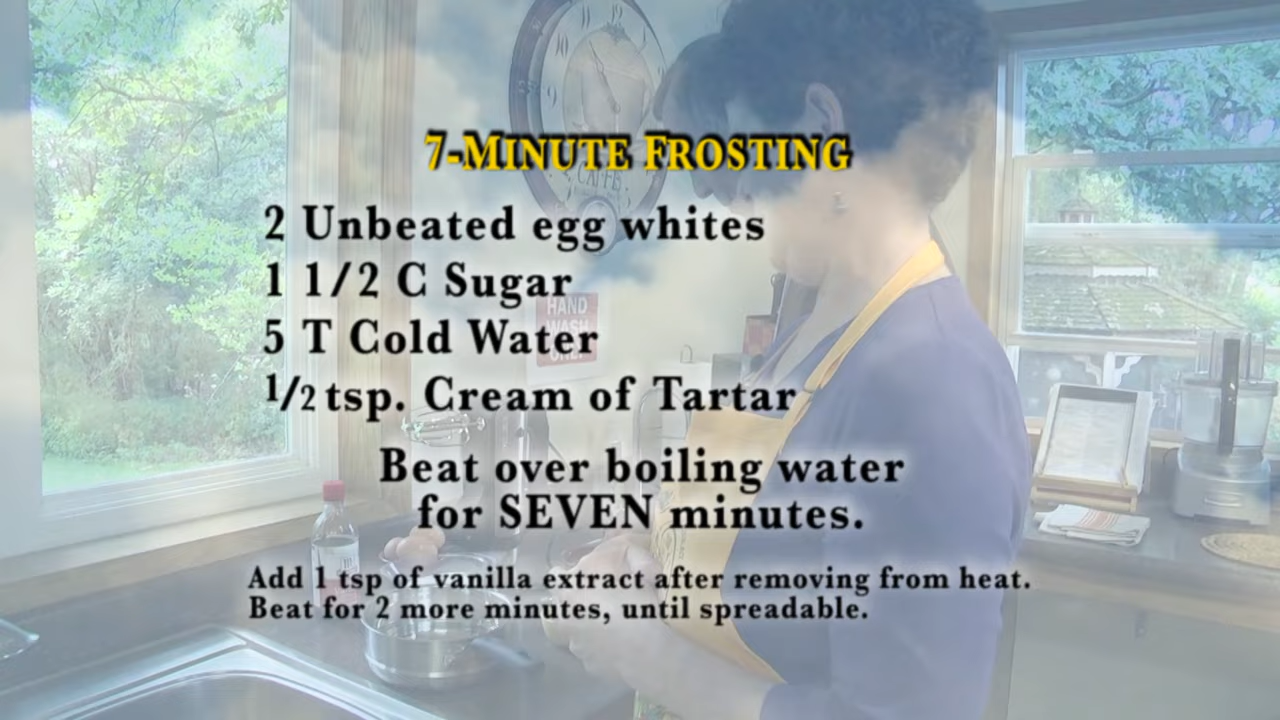 7-MINUTE FROSTING
2 Unbeated egg whites
1 1/2 C Sugar
5 T Cold Water
1/2 tsp. Cream of Tartar
Beat over boiling water
for SEVEN minutes.
Add 1 tsp of vanilla extract after removing from heat.
Beat for 2 more minutes, until spreadable.
HAND
WASH
ONLY